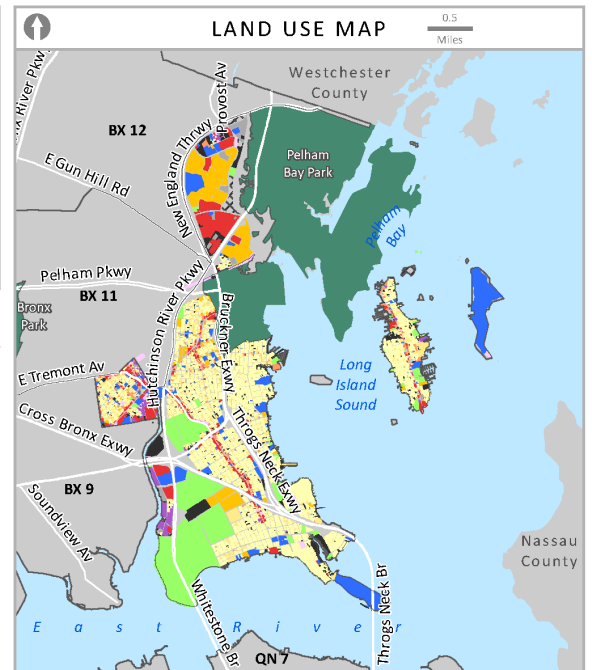 LAND USE MAP
0.5
Miles
Westchester
County
Provost Av
BX 12
New England Thrwy
Pelham
Bay Park
E Gun Hill Rd
Pelham
Bay
Pelham Pkwy
BX 11
Hutchinson River Pkwy
Bruckner Expy
Bronx
Park
Long
Island
Sound
E Tremont Av
Cross Bronx Expy
Throgs Neck Expy
BX 9
Soundview Av
Nassau
County
Whitestone Br
Throgs Neck Br
East River
QN 7